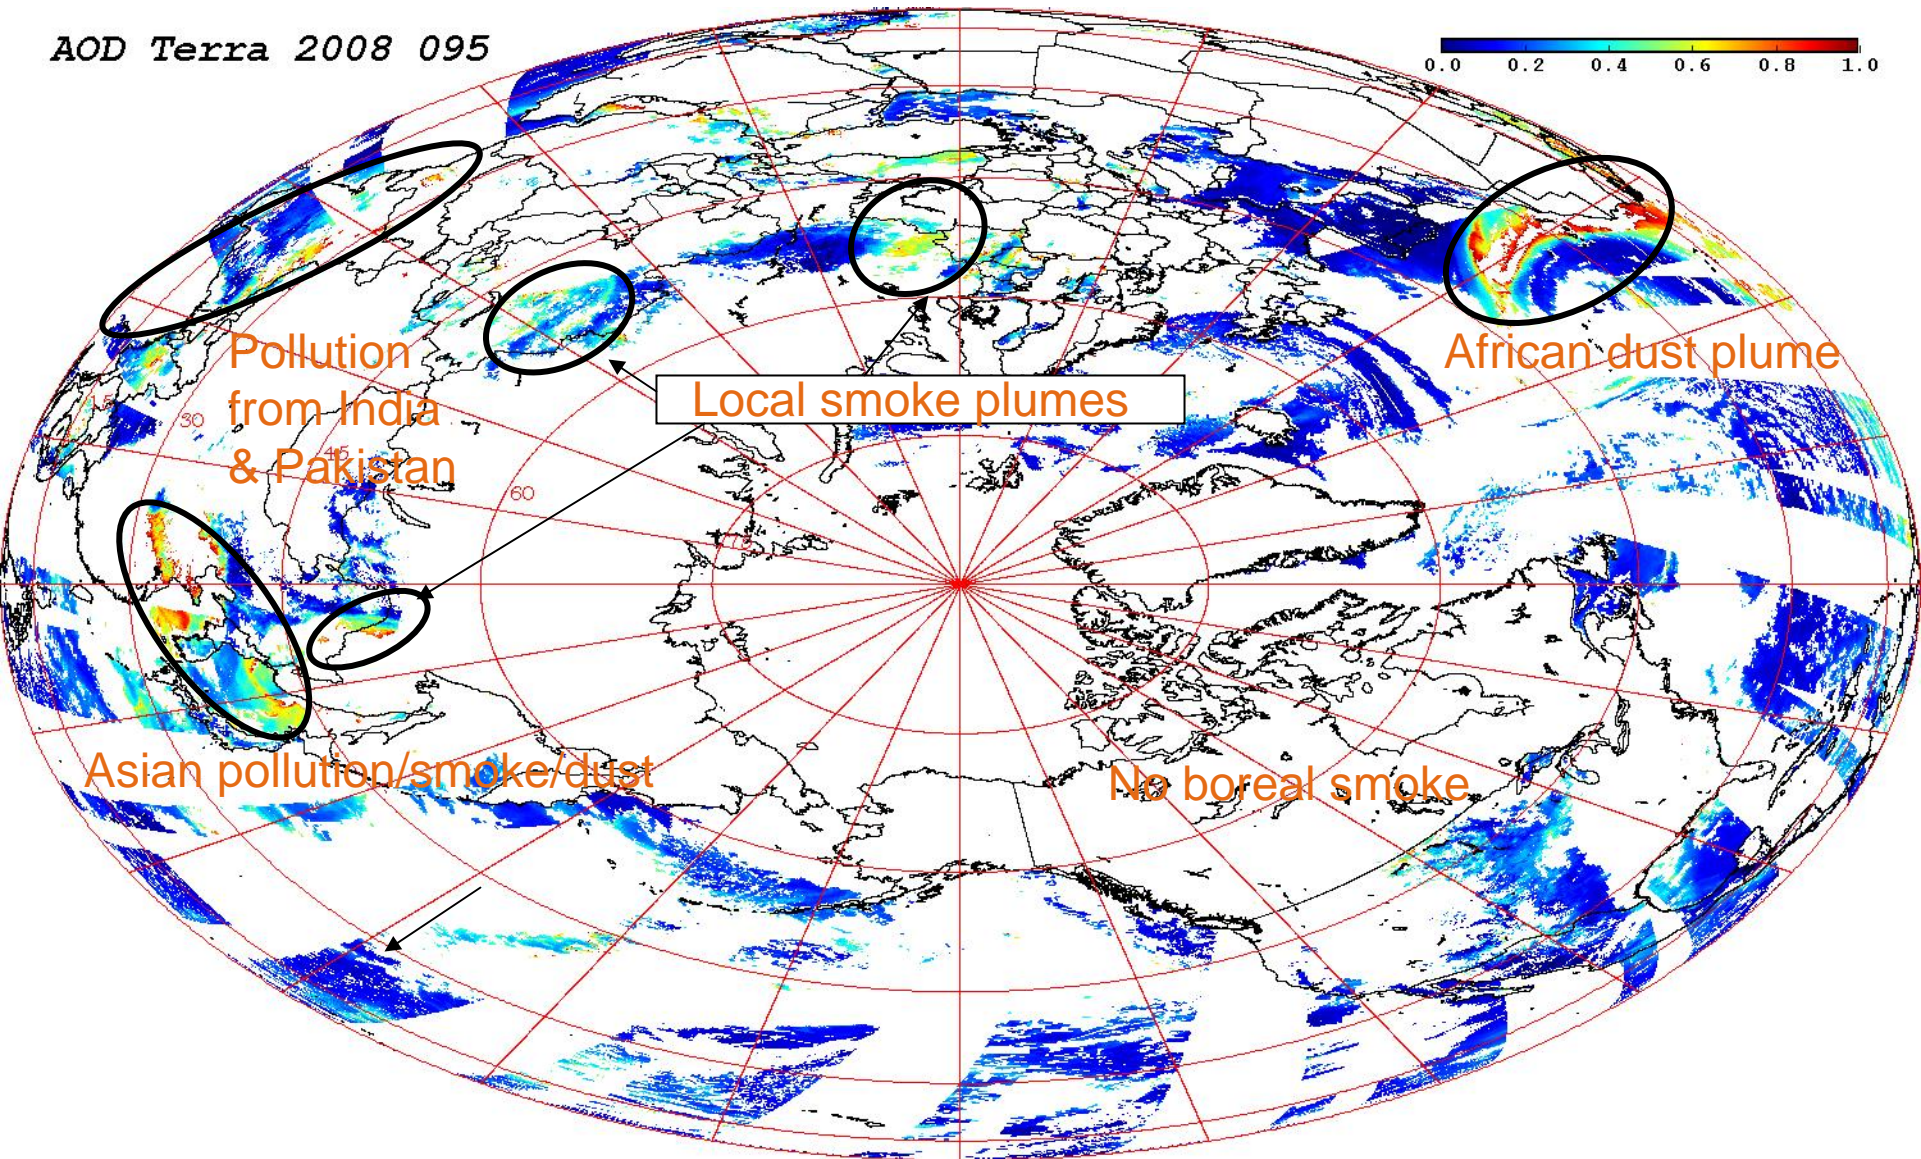 AOD Terra 2008 095
0.0 0.2 0.4 0.6 0.8 1.0
Pollution
from India
& Pakistan
Local smoke plumes
African dust plume
15
30
45
60
Asian pollution/smoke/dust
No boreal smoke